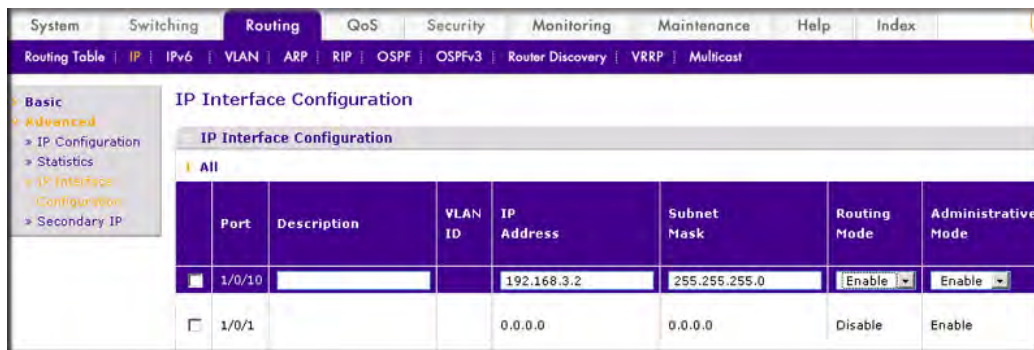 System Switching Routing QoS Security Monitoring Maintenance Help Index
Routing Table | IP | IPv6 | VLAN | ARP | RIP | OSPF | OSPFv3 | Router Discovery | VRRP | Multicast
Basic
Advanced
» IP Configuration
» Statistics
» IP Interface
Configuration
» Secondary IP
IP Interface Configuration
IP Interface Configuration
All
Port Description VLAN ID IP Address Subnet Mask Routing Mode Administrative Mode
1/0/10 192.168.3.2 255.255.255.0 Enable Enable
1/0/1 0.0.0.0 0.0.0.0 Disable Enable